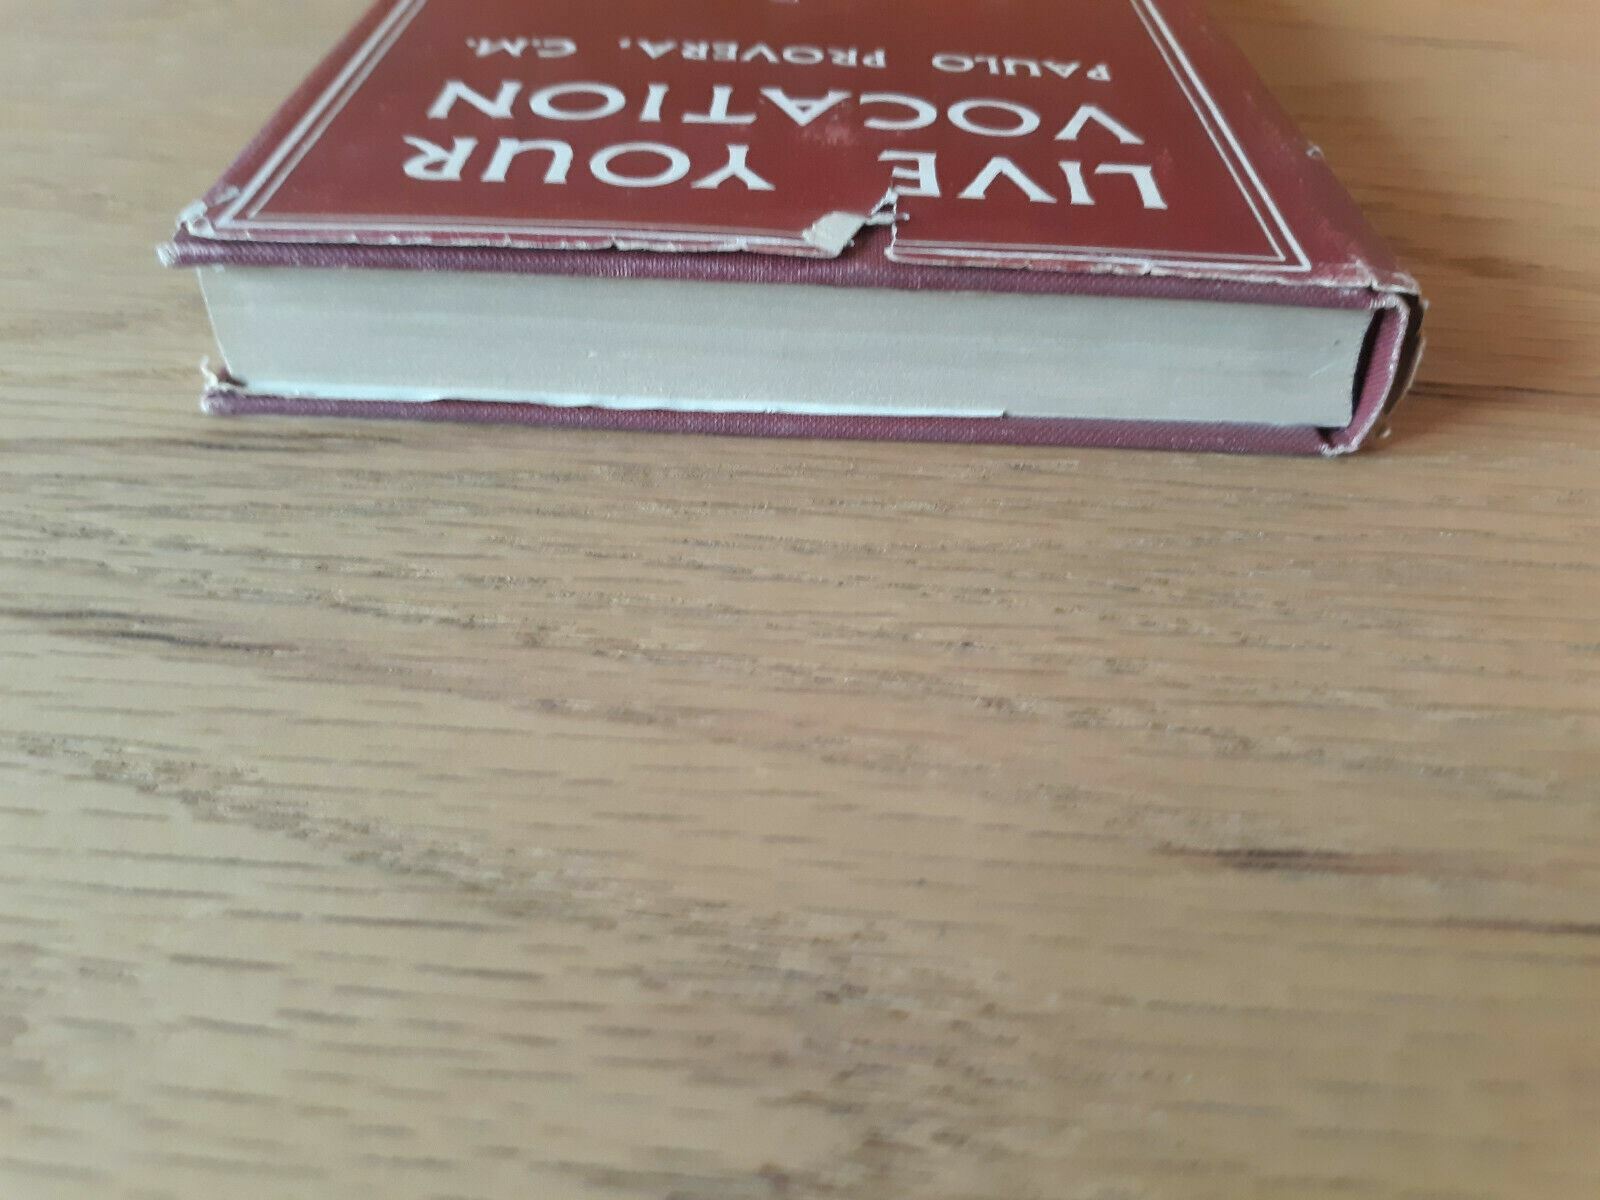 LIVE YOUR
VOCATION
PAULO PROVERA, C.M.